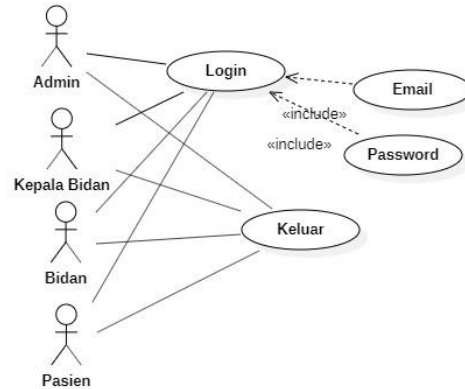 Admin
Login
Email
«include»
Password
«include»
Kepala Bidan
Keluar
Bidan
Pasien